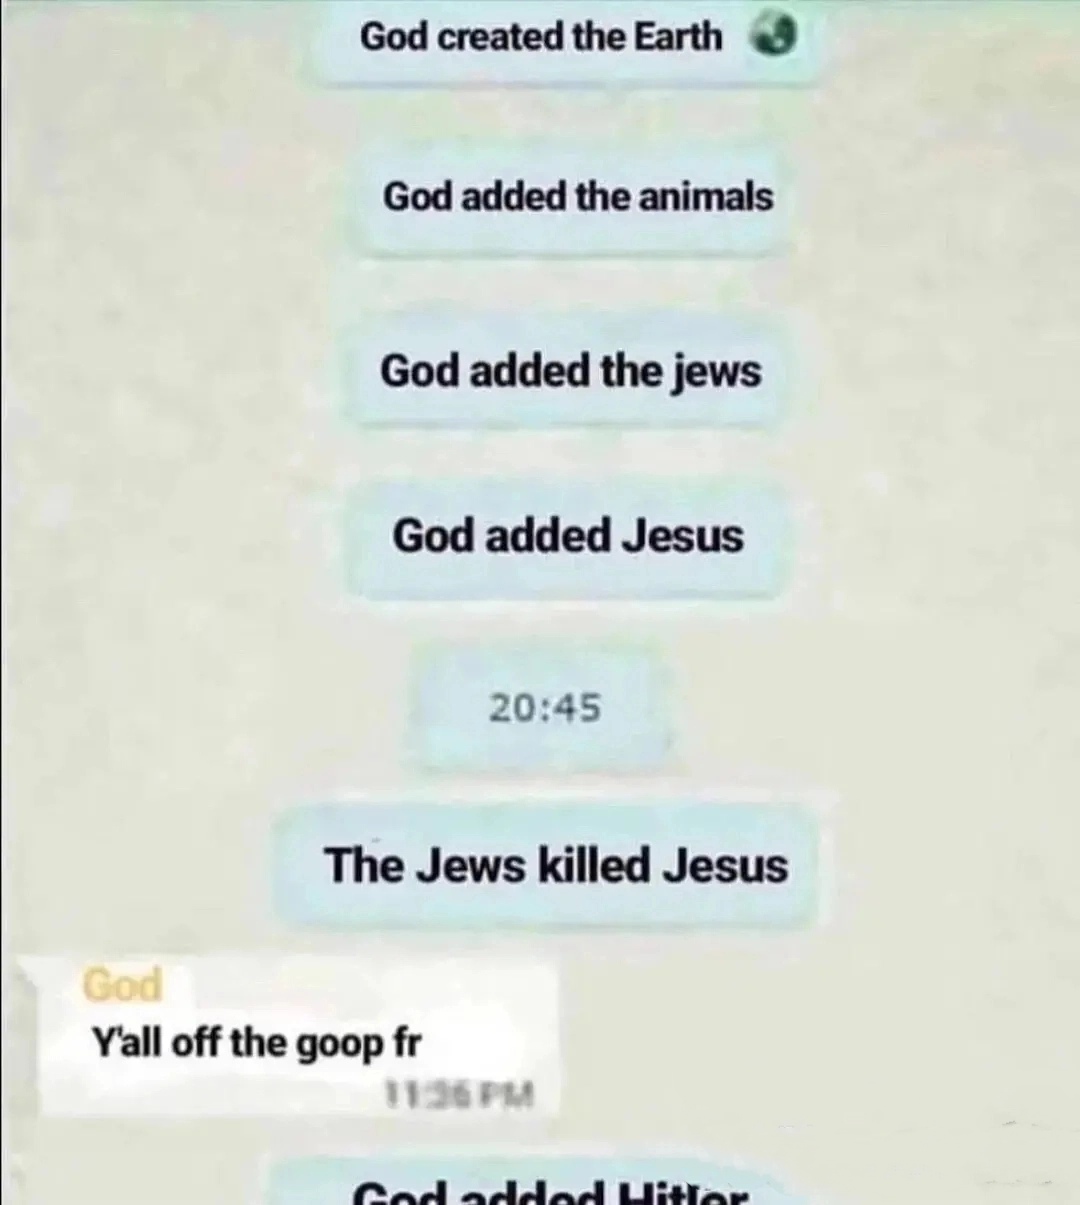 God created the Earth 🌍
God added the animals
God added the jews
God added Jesus
20:45
The Jews killed Jesus
God
Y'all off the goop fr
11:26 PM
God added Hitler